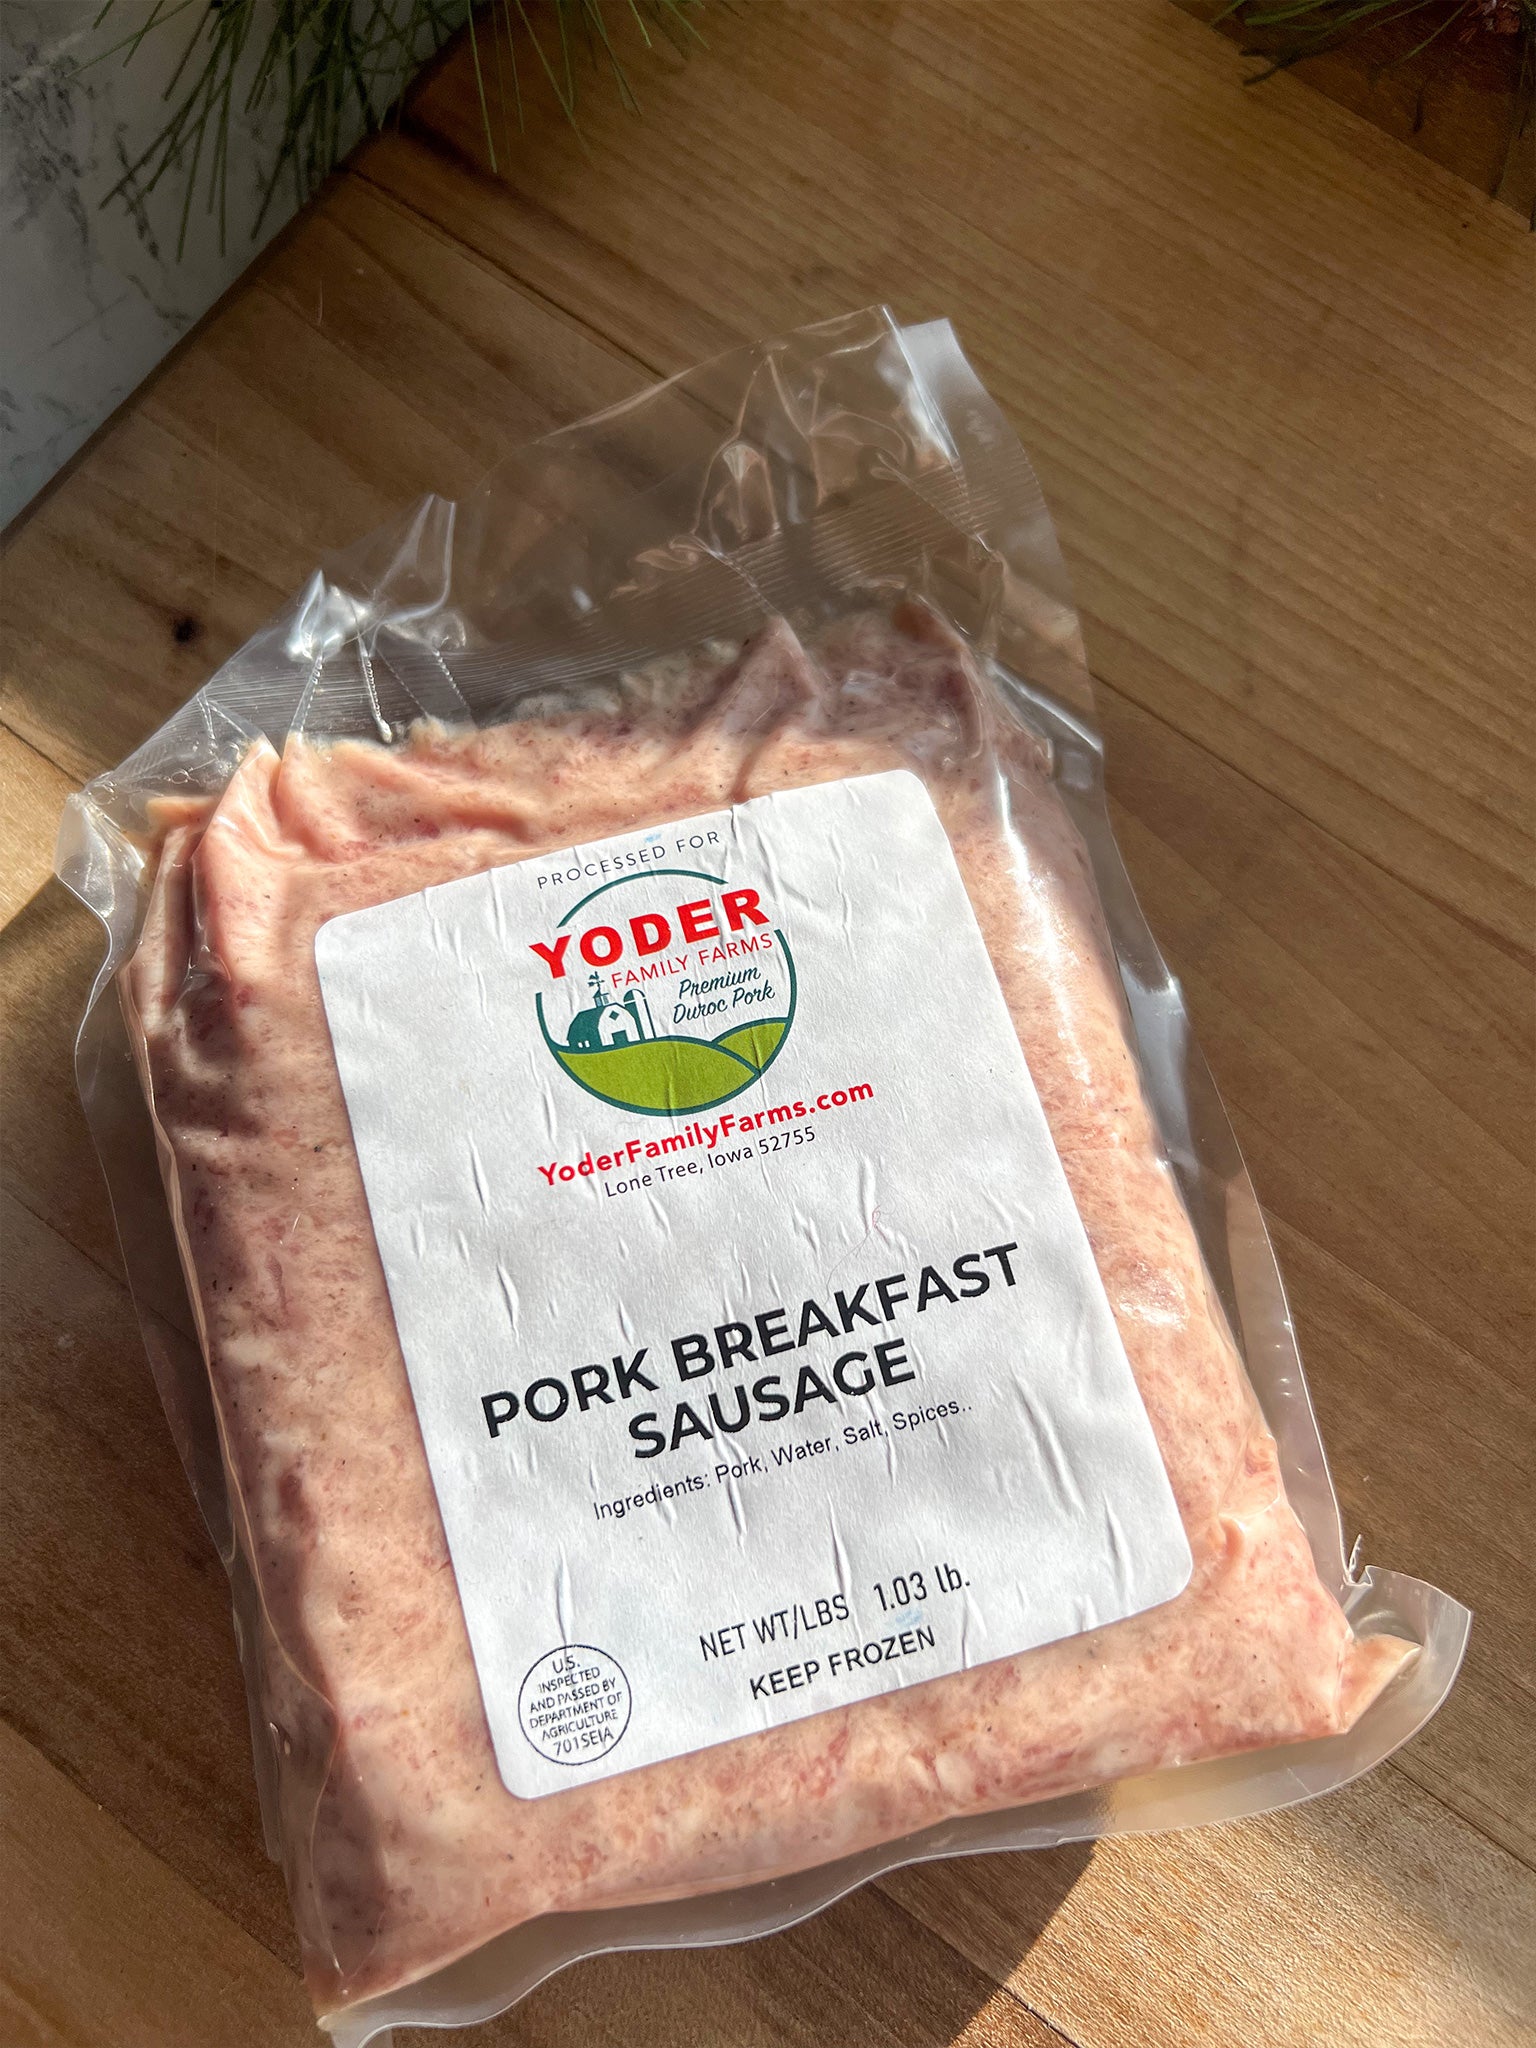 PROCESSED FOR
YODER
FAMILY FARMS
Premium
Duroc Pork
YoderFamilyFarms.com
Lone Tree, Iowa 52755
PORK BREAKFAST
SAUSAGE
Ingredients: Pork, Water, Salt, Spices..
NET WT/LBS 1.03 lb.
KEEP FROZEN
U.S.
INSPECTED
AND PASSED BY
DEPARTMENT OF
AGRICULTURE
701SEIA